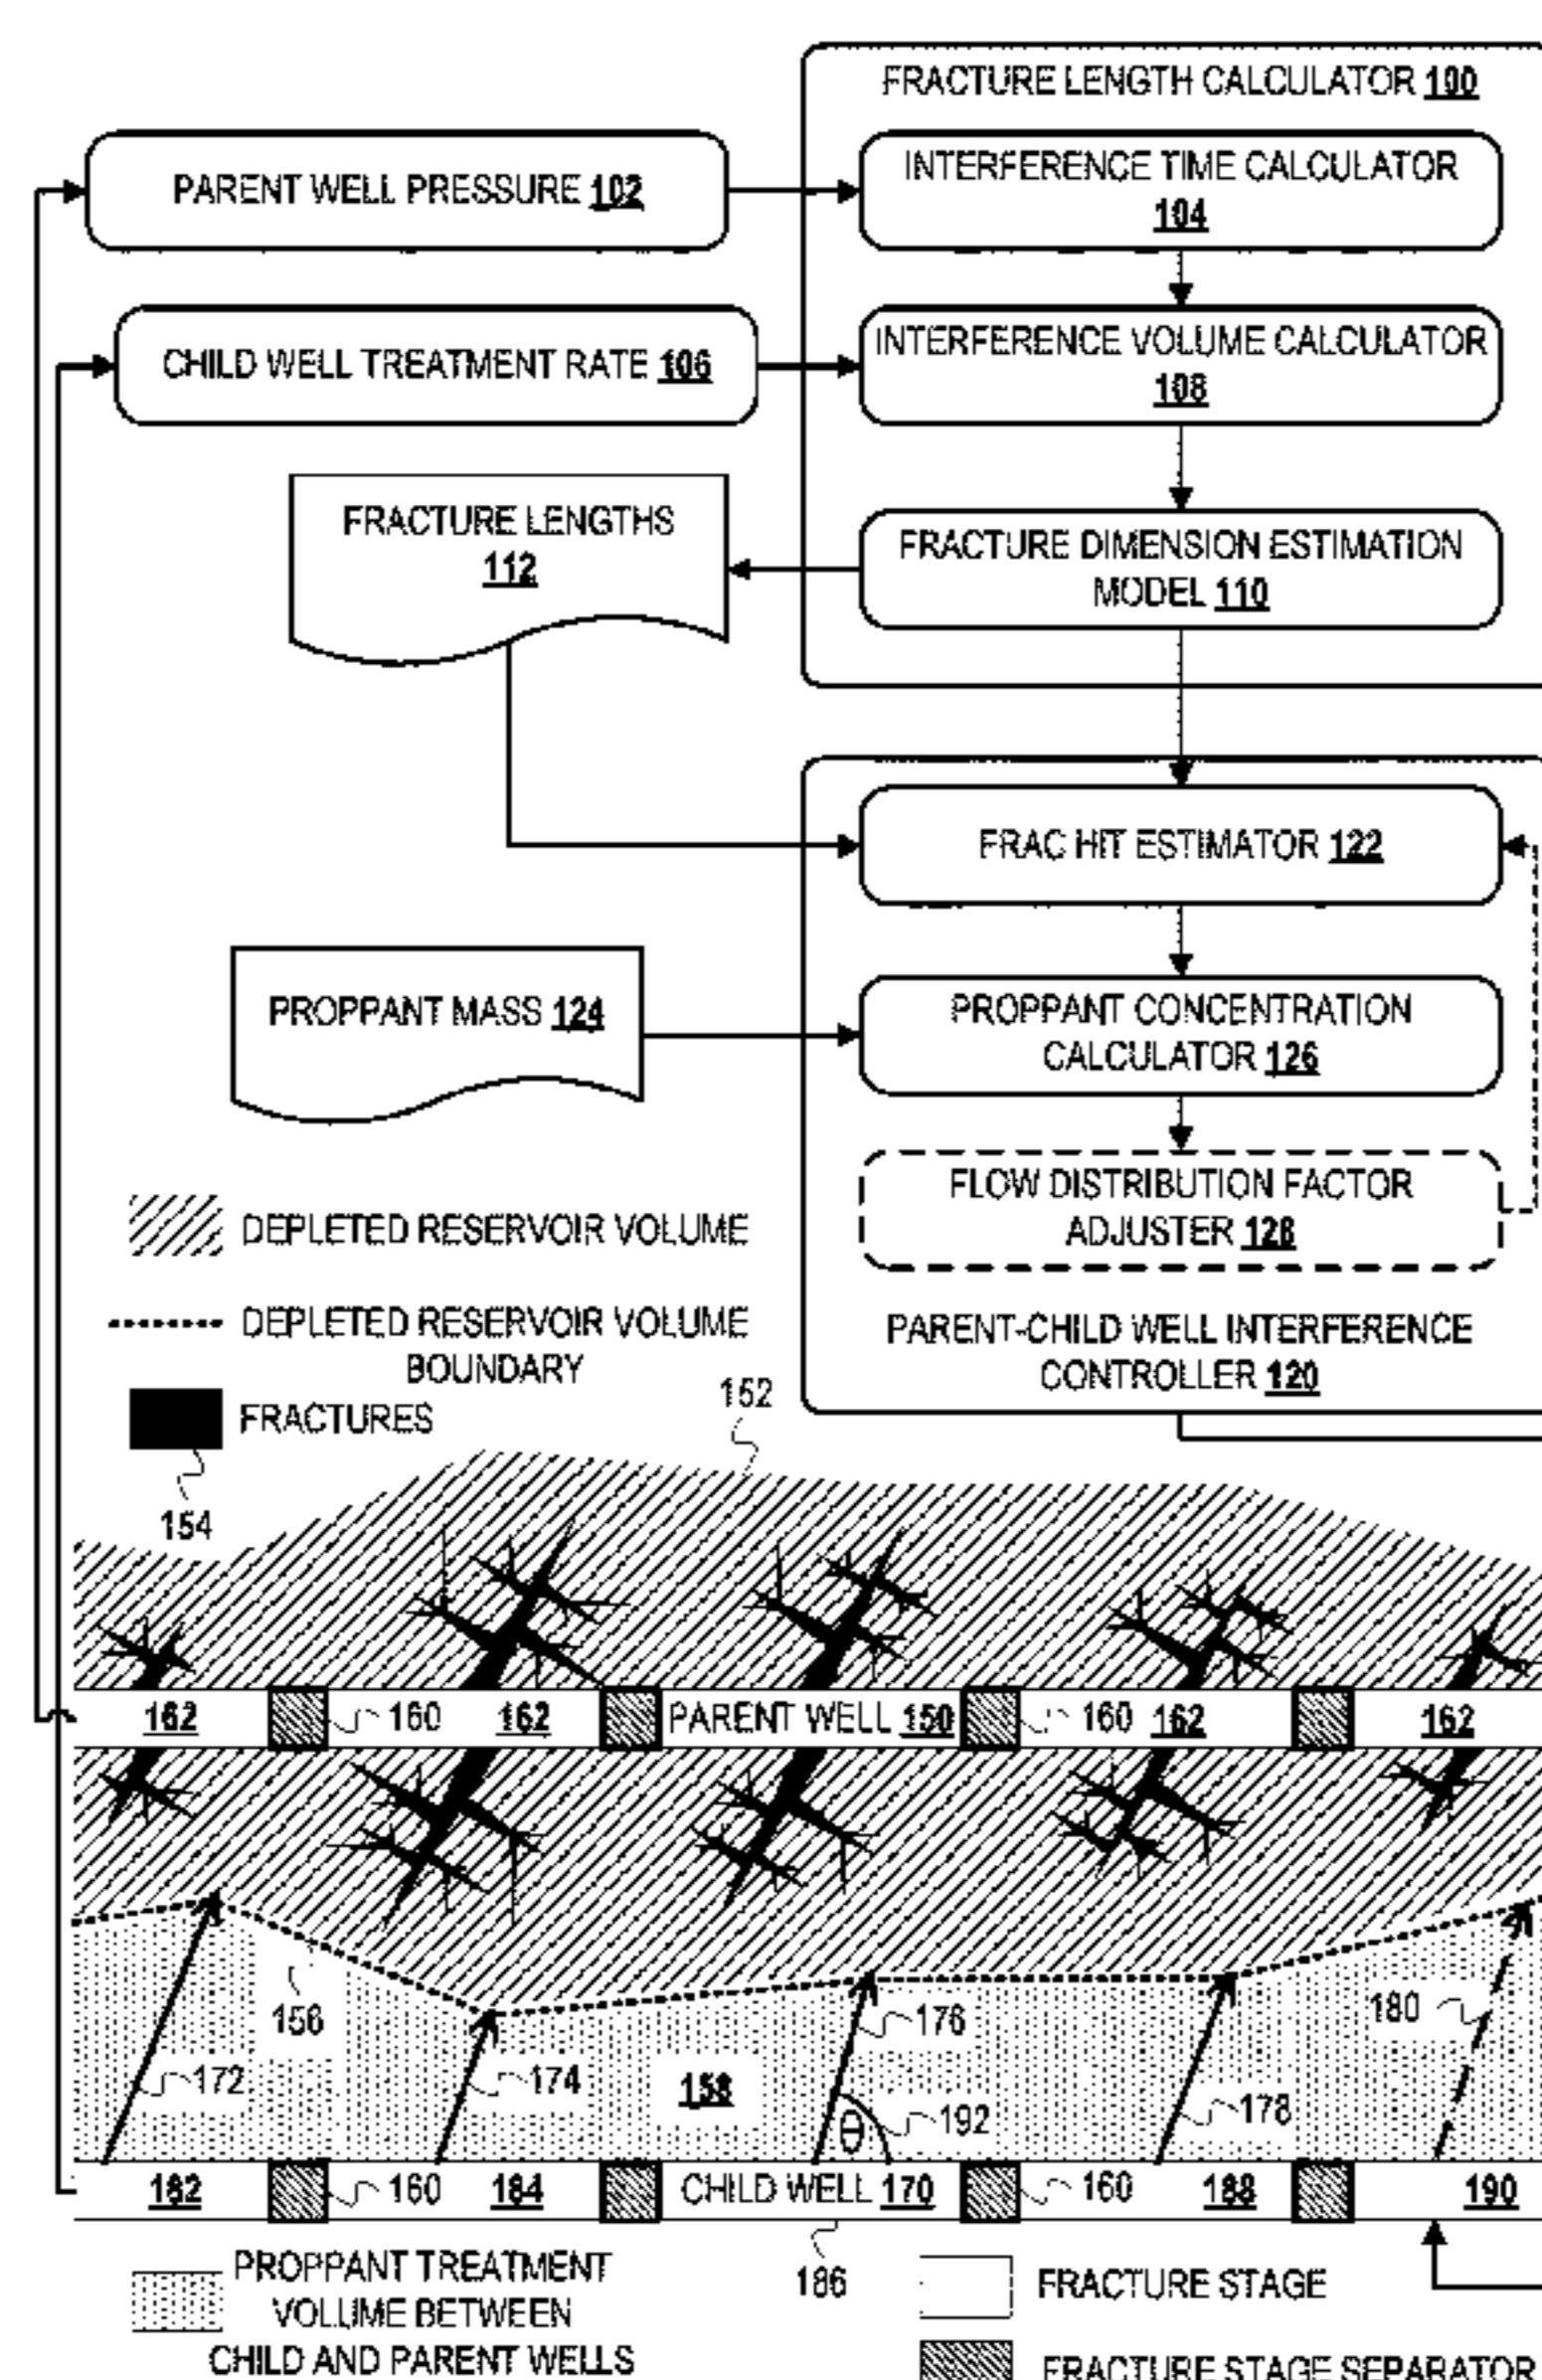 FRACTURE LENGTH CALCULATOR 100
PARENT WELL PRESSURE 102
INTERFERENCE TIME CALCULATOR
104
CHILD WELL TREATMENT RATE 106
INTERFERENCE VOLUME CALCULATOR
108
FRACTURE LENGTHS
112
FRACTURE DIMENSION ESTIMATION
MODEL 110
FRAC HIT ESTIMATOR 122
PROPPANT MASS 124
PROPPANT CONCENTRATION
CALCULATOR 126
FLOW DISTRIBUTION FACTOR
ADJUSTER 128
PARENT-CHILD WELL INTERFERENCE
CONTROLLER 120
DEPLETED RESERVOIR VOLUME
DEPLETED RESERVOIR VOLUME
BOUNDARY
FRACTURES
152
154
162 160 162 PARENT WELL 150 160 162 162
156
172 174 158 176 178 180
θ 192
182 160 184 CHILD WELL 170 160 188 190
186
PROPPANT TREATMENT
VOLUME BETWEEN
CHILD AND PARENT WELLS
FRACTURE STAGE
FRACTURE STAGE SEPARATOR